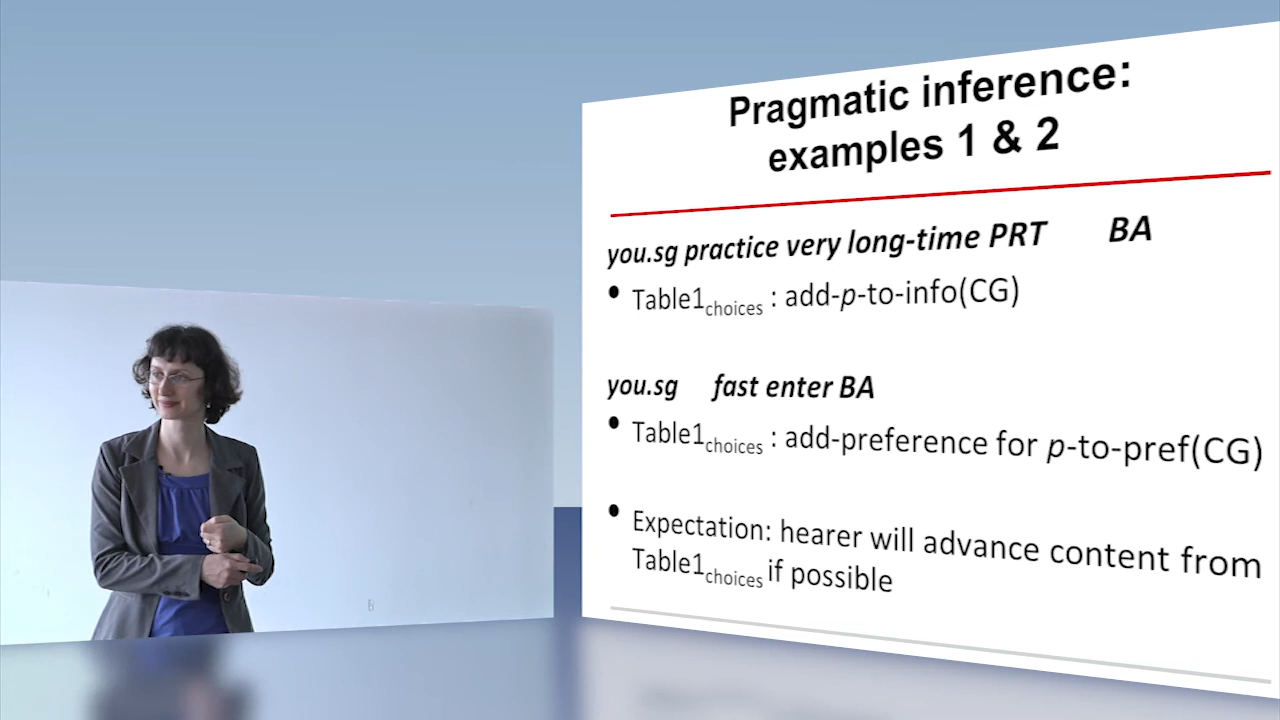 Pragmatic inference:
examples 1 & 2
you.sg practice very long-time PRT BA
• Table1choices : add-p-to-info(CG)
you.sg fast enter BA
• Table1choices : add-preference for p-to-pref(CG)
• Expectation: hearer will advance content from
Table1choices if possible